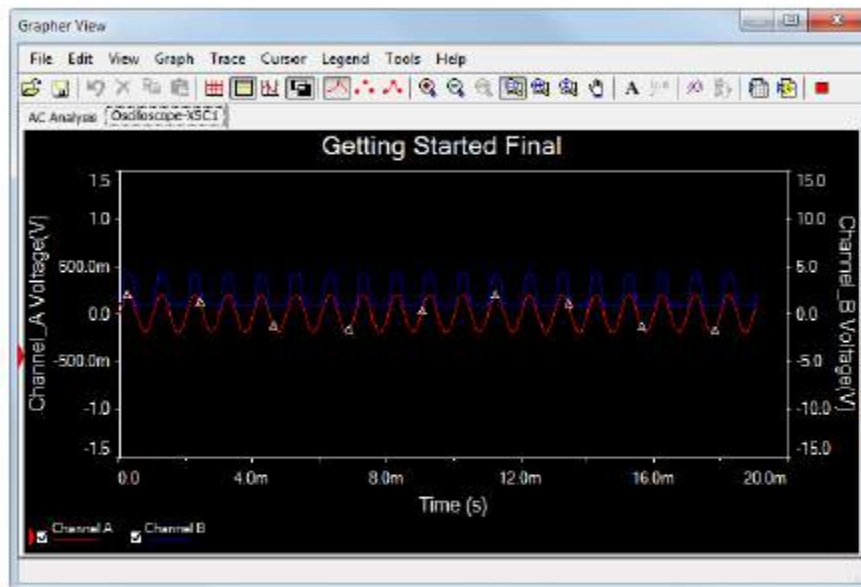 Grapher View
File Edit View Graph Trace Cursor Legend Tools Help
AC Analysis Oscilloscope-XSC1
Getting Started Final
Channel_A Voltage(V)
1.5
1.0
500.0m
0.0
-500.0m
-1.0
-1.5
15.0
10.0
5.0
0.0
-5.0
-10.0
-15.0
Channel_B Voltage(V)
0.0 4.0m 8.0m 12.0m 16.0m 20.0m
Time (s)
Channel A Channel B